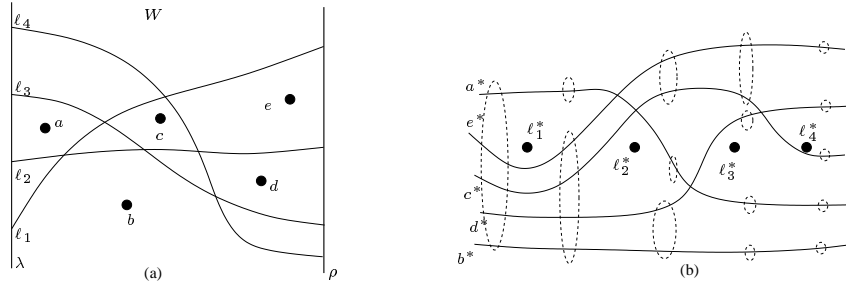 ℓ4 W
ℓ3
a
c
e
ℓ2
b
d
ℓ1
λ
(a)
ρ
a*
e*
ℓ1*
ℓ2*
ℓ3*
ℓ4*
c*
d*
b*
(b)